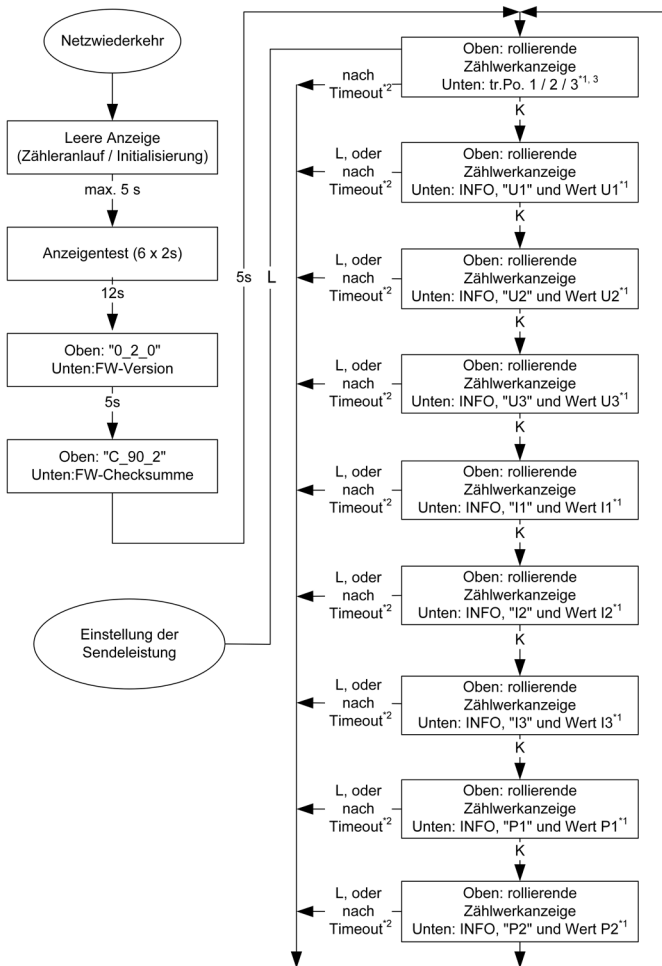 Netzwiederkehr
Leere Anzeige
(Zähleranlauf / Initialisierung)
max. 5 s
Anzeigentest (6 x 2s)
12s
Oben: "0_2_0"
Unten:FW-Version
5s
Oben: "C_90_2"
Unten:FW-Checksumme
5s
L
Einstellung der
Sendeleistung
Oben: rollierende
Zählwerkanzeige
Unten: tr.Po. 1 / 2 / 3*1, 3
nach
Timeout*2
K
L, oder
nach
Timeout*2
Oben: rollierende
Zählwerkanzeige
Unten: INFO, "U1" und Wert U1*1
K
L, oder
nach
Timeout*2
Oben: rollierende
Zählwerkanzeige
Unten: INFO, "U2" und Wert U2*1
K
L, oder
nach
Timeout*2
Oben: rollierende
Zählwerkanzeige
Unten: INFO, "U3" und Wert U3*1
K
L, oder
nach
Timeout*2
Oben: rollierende
Zählwerkanzeige
Unten: INFO, "I1" und Wert I1*1
K
L, oder
nach
Timeout*2
Oben: rollierende
Zählwerkanzeige
Unten: INFO, "I2" und Wert I2*1
K
L, oder
nach
Timeout*2
Oben: rollierende
Zählwerkanzeige
Unten: INFO, "I3" und Wert I3*1
K
L, oder
nach
Timeout*2
Oben: rollierende
Zählwerkanzeige
Unten: INFO, "P1" und Wert P1*1
K
L, oder
nach
Timeout*2
Oben: rollierende
Zählwerkanzeige
Unten: INFO, "P2" und Wert P2*1